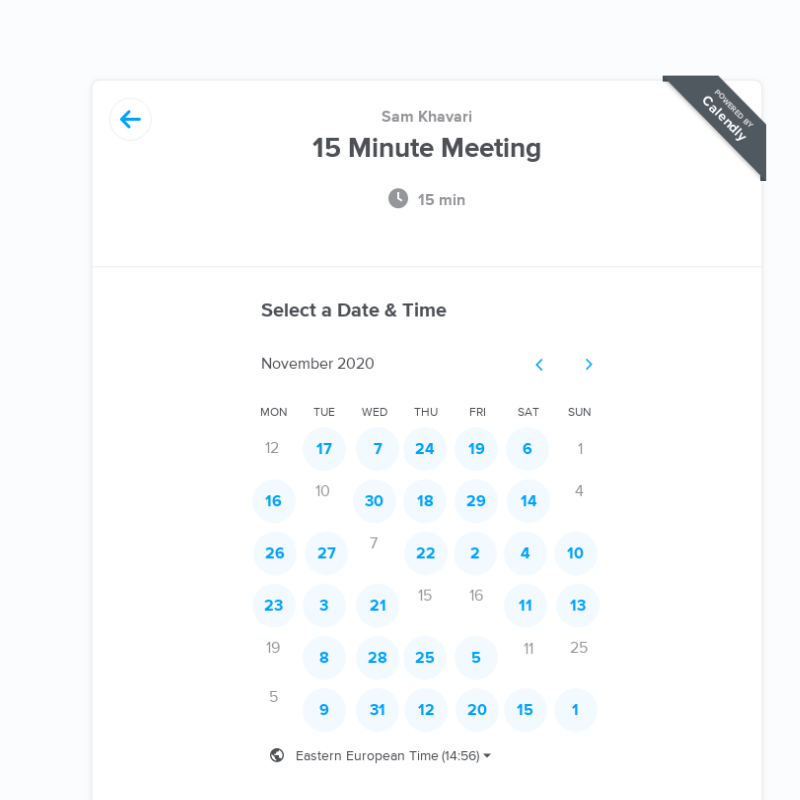 POWERED BY
Calendly
Sam Khavari
15 Minute Meeting
15 min
Select a Date & Time
November 2020
MON TUE WED THU FRI SAT SUN
12 17 7 24 19 6 1
16 10 30 18 29 14 4
26 27 7 22 2 4 10
23 3 21 15 16 11 13
19 8 28 25 5 11 25
5 9 31 12 20 15 1
Eastern European Time (14:56)